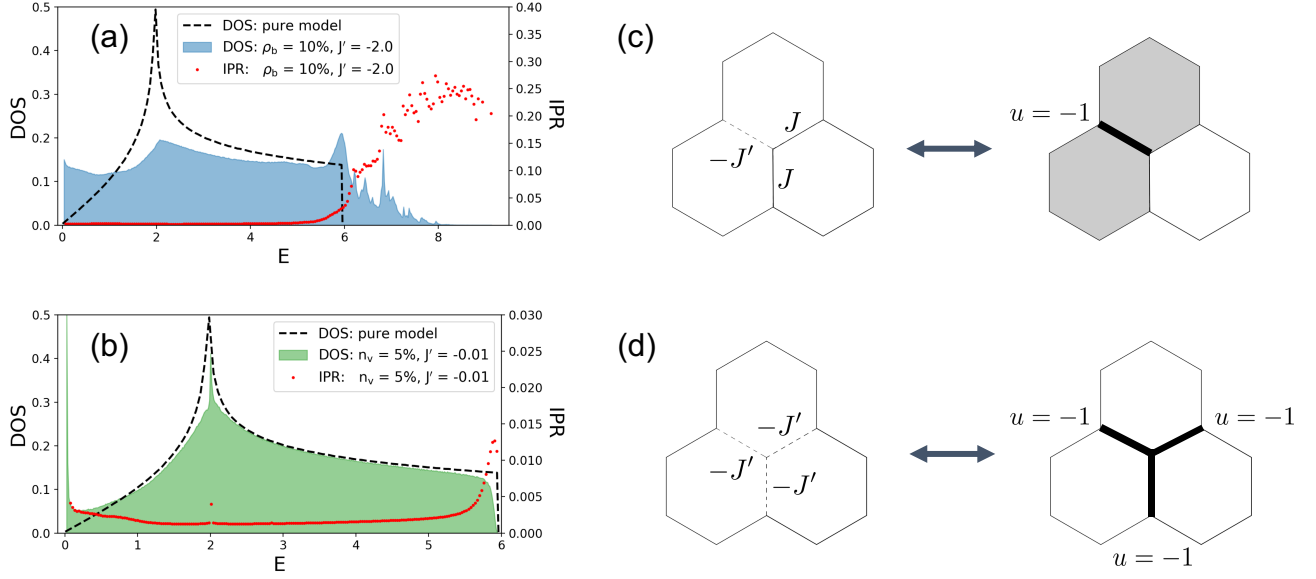 (a)
DOS: pure model
DOS: ρb = 10%, J′ = -2.0
IPR: ρb = 10%, J′ = -2.0
0.5
0.4
0.3
0.2
0.1
0.0
DOS
0.40
0.35
0.30
0.25
0.20
0.15
0.10
0.05
0.00
IPR
0 2 4 6 8
E
(b)
DOS: pure model
DOS: nv = 5%, J′ = -0.01
IPR: nv = 5%, J′ = -0.01
0.5
0.4
0.3
0.2
0.1
0.0
DOS
0.030
0.025
0.020
0.015
0.010
0.005
0.000
IPR
0 1 2 3 4 5 6
E
(c)
J
−J′
J
u = −1
(d)
−J′
−J′
−J′
u = −1
u = −1
u = −1